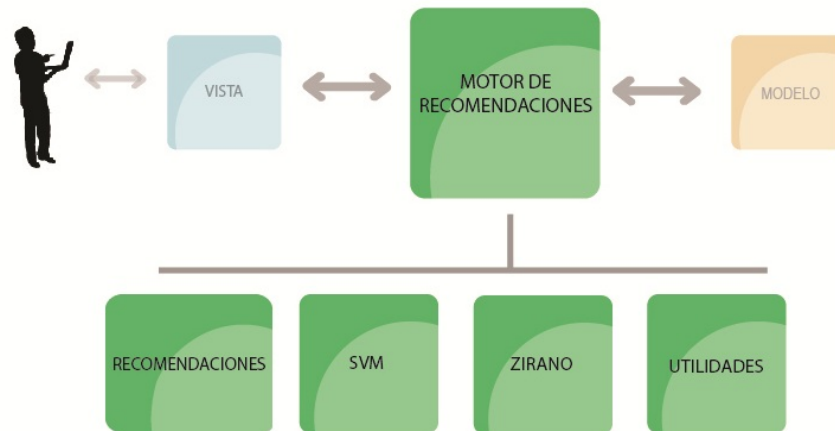 VISTA
MOTOR DE
RECOMENDACIONES
MODELO
RECOMENDACIONES
SVM
ZIRANO
UTILIDADES